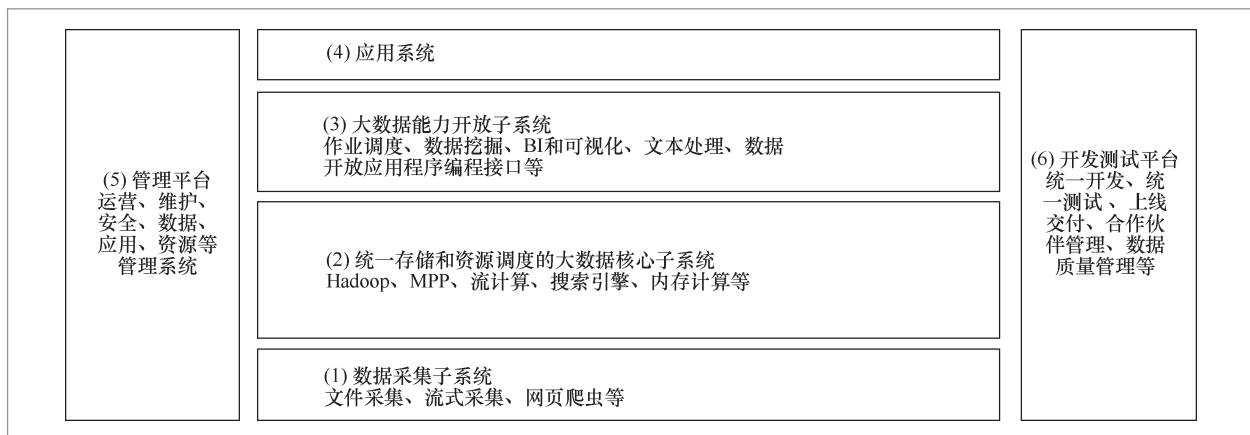 (4) 应用系统
(3) 大数据能力开放子系统
作业调度、数据挖掘、BI和可视化、文本处理、数据
开放应用程序编程接口等
(2) 统一存储和资源调度的大数据核心子系统
Hadoop、MPP、流计算、搜索引擎、内存计算等
(1) 数据采集子系统
文件采集、流式采集、网页爬虫等
(5) 管理平台
运营、维护、
安全、数据、
应用、资源等
管理系统
(6) 开发测试平台
统一开发、统
一测试、上线
交付、合作伙
伴管理、数据
质量管理等